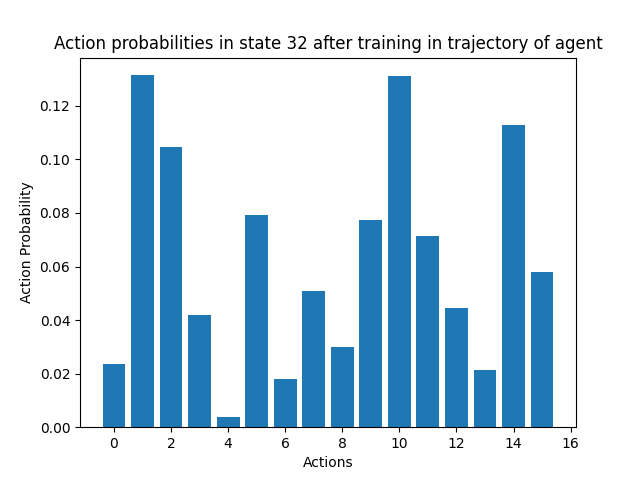 Action probabilities in state 32 after training in trajectory of agent
0.12
0.10
0.08
0.06
0.04
0.02
0.00
Action Probability
0 2 4 6 8 10 12 14 16
Actions